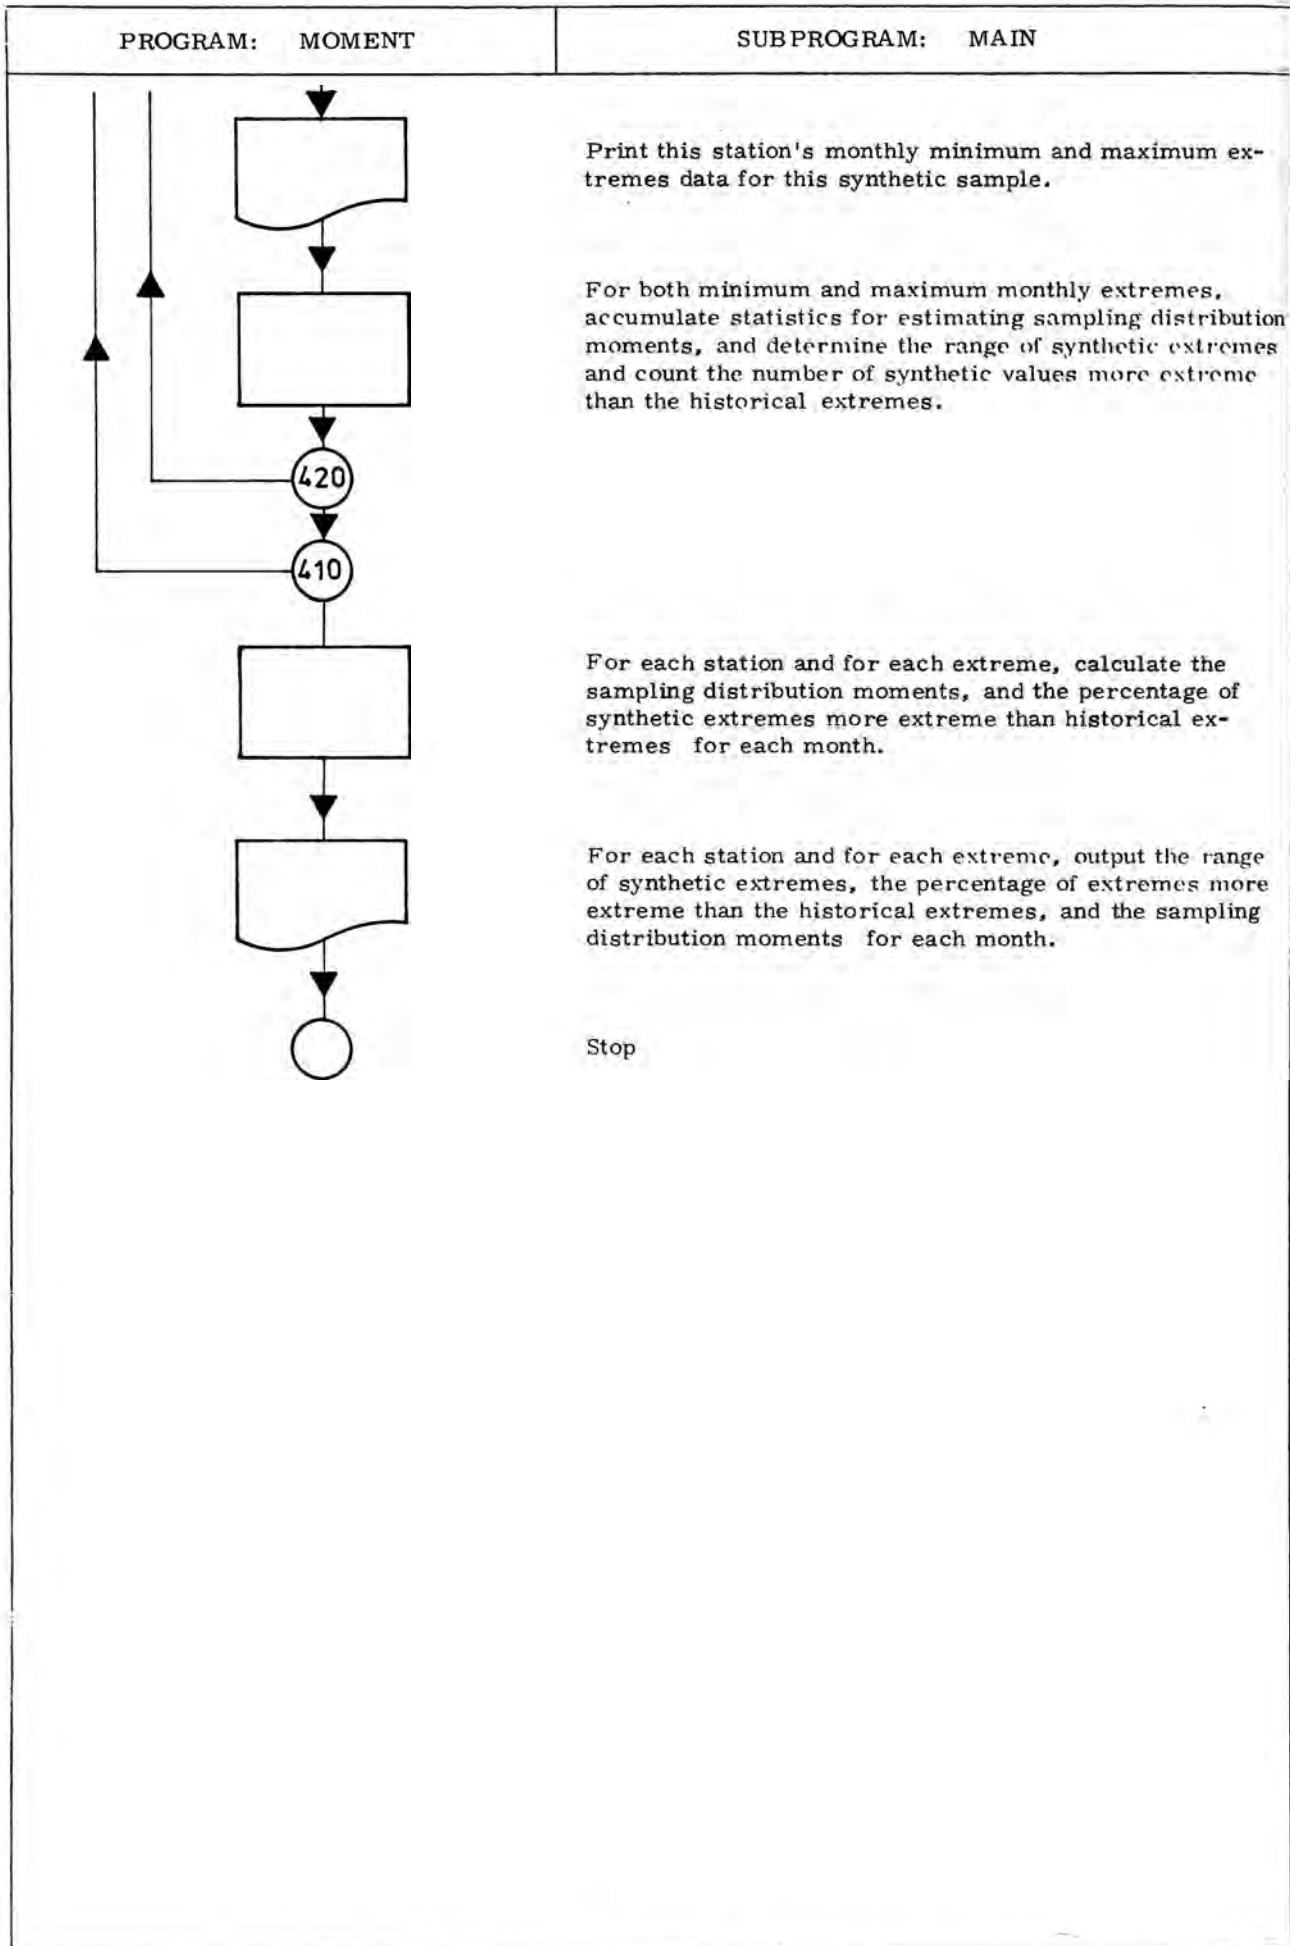 PROGRAM: MOMENT
SUBPROGRAM: MAIN
Print this station's monthly minimum and maximum ex-
tremes data for this synthetic sample.
For both minimum and maximum monthly extremes,
accumulate statistics for estimating sampling distribution
moments, and determine the range of synthetic extremes
and count the number of synthetic values more extreme
than the historical extremes.
420
410
For each station and for each extreme, calculate the
sampling distribution moments, and the percentage of
synthetic extremes more extreme than historical ex-
tremes for each month.
For each station and for each extreme, output the range
of synthetic extremes, the percentage of extremes more
extreme than the historical extremes, and the sampling
distribution moments for each month.
Stop